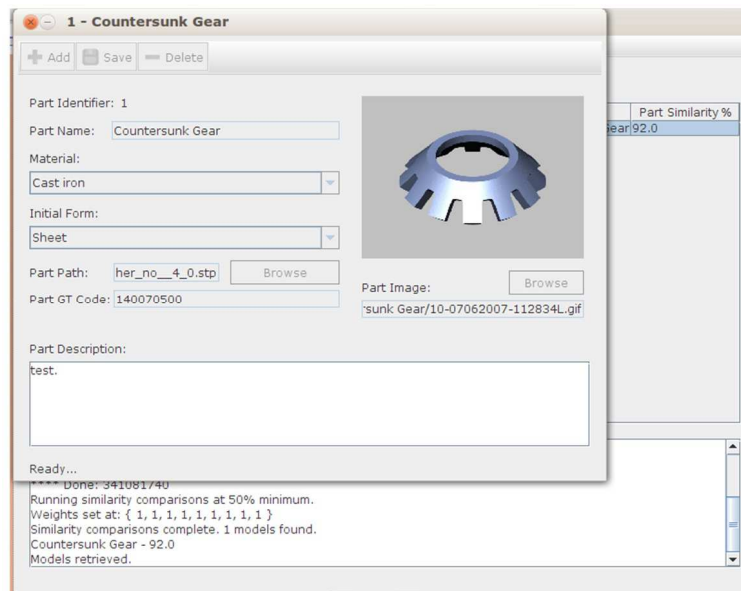 1 - Countersunk Gear
Add Save Delete
Part Identifier: 1
Part Name: Countersunk Gear
Material:
Cast iron
Initial Form:
Sheet
Part Path: her_no__4_0.stp Browse
Part GT Code: 140070500
Part Image: Browse
sunk Gear/10-07062007-112834L.gif
Part Description:
test.
Ready...
Part Similarity %
Gear 92.0
**** Done: 341081740
Running similarity comparisons at 50% minimum.
Weights set at: { 1, 1, 1, 1, 1, 1, 1, 1, 1 }
Similarity comparisons complete. 1 models found.
Countersunk Gear - 92.0
Models retrieved.